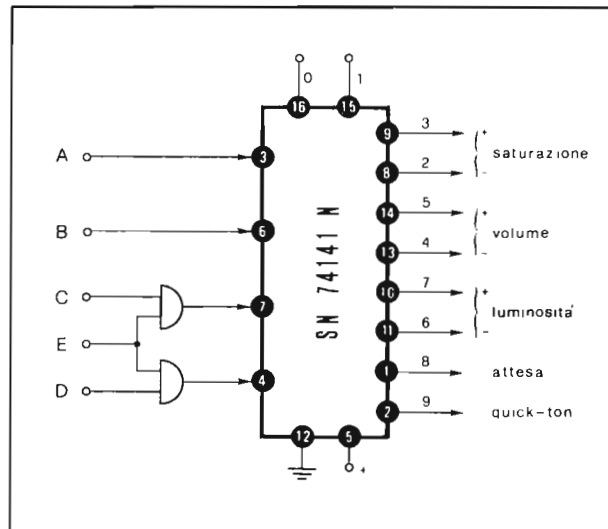 0 1
16 15
A 3 9 3 + saturazione
8 2 -
B 6 14 5 + volume
13 4 -
C 7 10 7 + luminosità
E 11 6 -
D 4 1 8 attesa
2 9 quick-ton
12 5
+
SN 74141 N